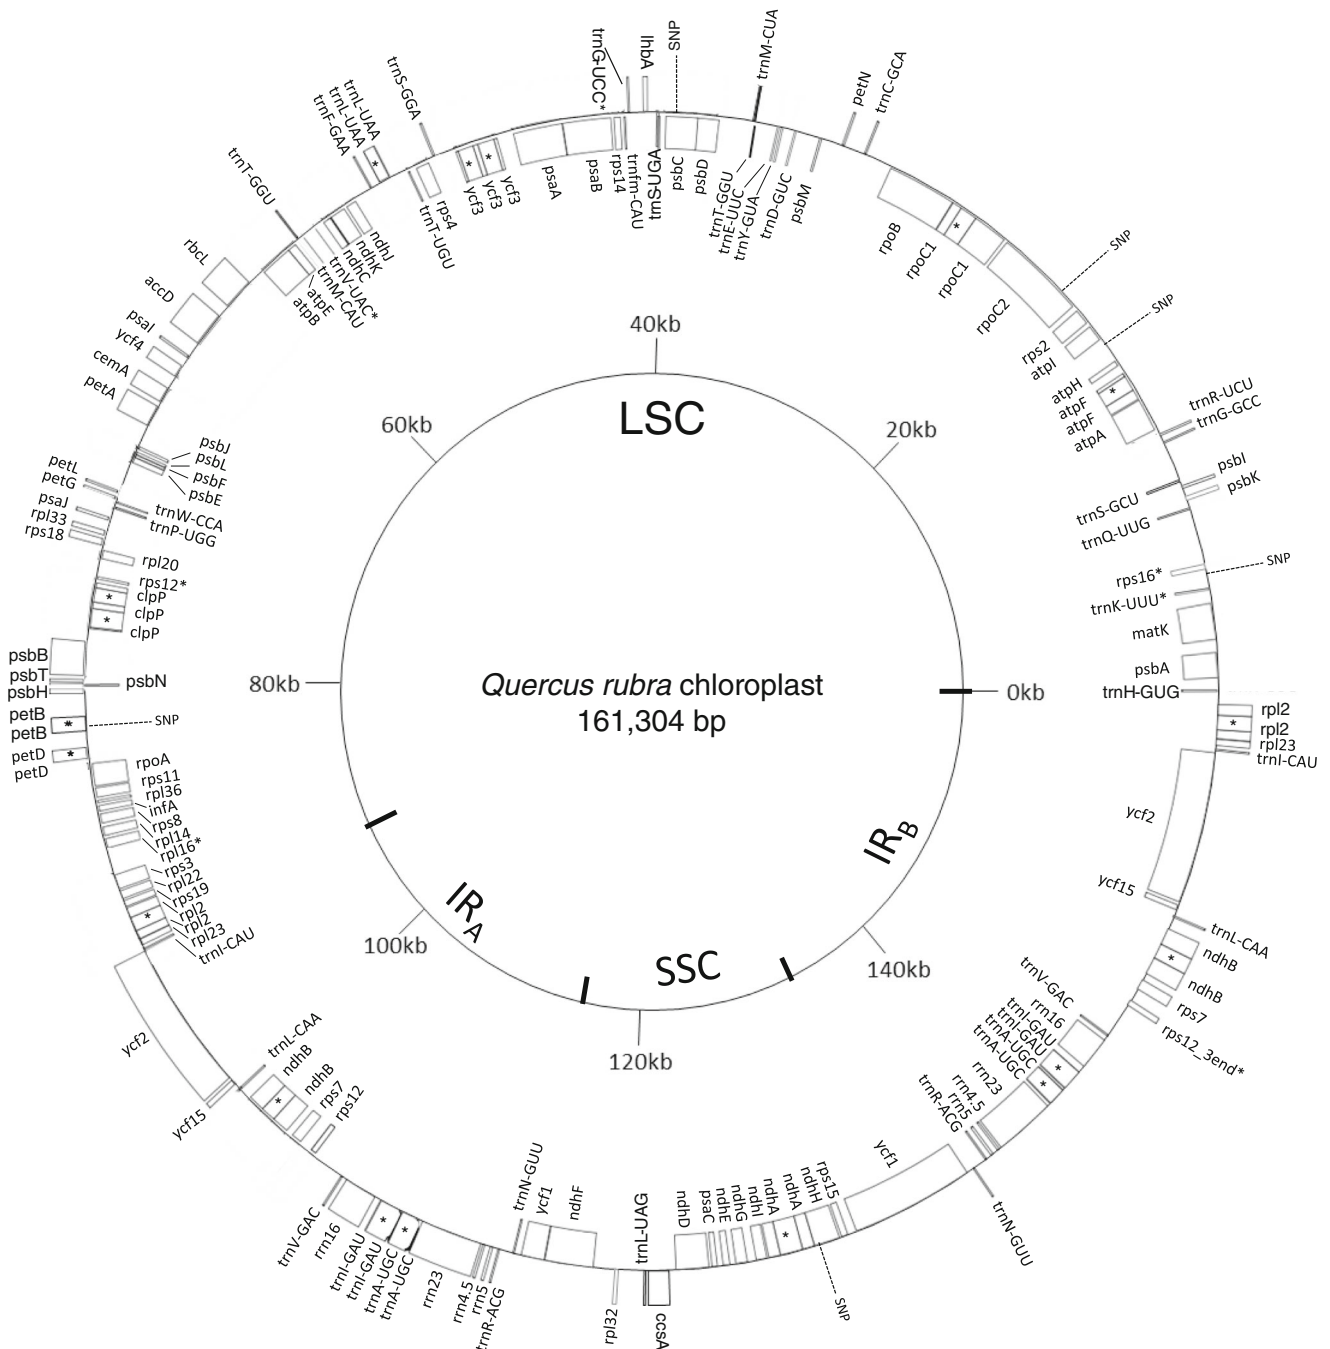 trnG-UCC*
lhbA
SNP
trnM-CUA
petN
trnC-GCA
trnS-GGA
trnL-UAA
trnL-UAA
trnF-GAA
trnT-GGU
rbcL
accD
psaI
ycf4
cemA
petA
atpB
atpE
trnM-CAU
trnV-UAC*
ndhC
ndhK
ndhJ
trnT-UGU
rps4
ycf3
ycf3
ycf3
psaA
psaB
rps14
trnfm-CAU
trnS-UGA
psbC
psbD
trnT-GGU
trnE-UUC
trnY-GUA
trnD-GUC
psbM
rpoB
rpoC1
rpoC1
rpoC2
SNP
SNP
rps2
atpI
atpH
atpF
atpF
atpA
trnR-UCU
trnG-GCC
psbI
psbK
trnS-GCU
trnQ-UUG
SNP
rps16*
trnK-UUU*
matK
psbA
trnH-GUG
rpl2
rpl2
rpl23
trnI-CAU
ycf2
ycf15
trnL-CAA
ndhB
ndhB
rps7
rps12_3end*
trnV-GAC
rrn16
trnI-GAU
trnI-GAU
trnA-UGC
trnA-UGC
rrn23
rrn4.5
rrn5
trnR-ACG
trnN-GUU
ycf1
rps15
ndhH
ndhA
ndhA
ndhI
ndhG
ndhE
psaC
ndhD
SNP
ccsA
trnL-UAG
rpl32
ndhF
ycf1
trnN-GUU
trnR-ACG
rrn5
rrn4.5
rrn23
trnA-UGC
trnA-UGC
trnI-GAU
trnI-GAU
rrn16
trnV-GAC
rps12
rps7
ndhB
ndhB
trnL-CAA
ycf15
ycf2
trnI-CAU
rpl23
rpl2
rpl2
rps19
rpl22
rps3
rpl16*
rpl14
rps8
infA
rpl36
rps11
rpoA
petD
petD
petB
petB
SNP
psbH
psbT
psbB
psbN
clpP
clpP
clpP
rps12*
rpl20
rps18
rpl33
psaJ
petG
petL
trnP-UGG
trnW-CCA
psbE
psbF
psbL
psbJ
40kb
LSC
60kb
20kb
80kb
Quercus rubra chloroplast
161,304 bp
0kb
IRB
IRA
100kb
SSC
140kb
120kb